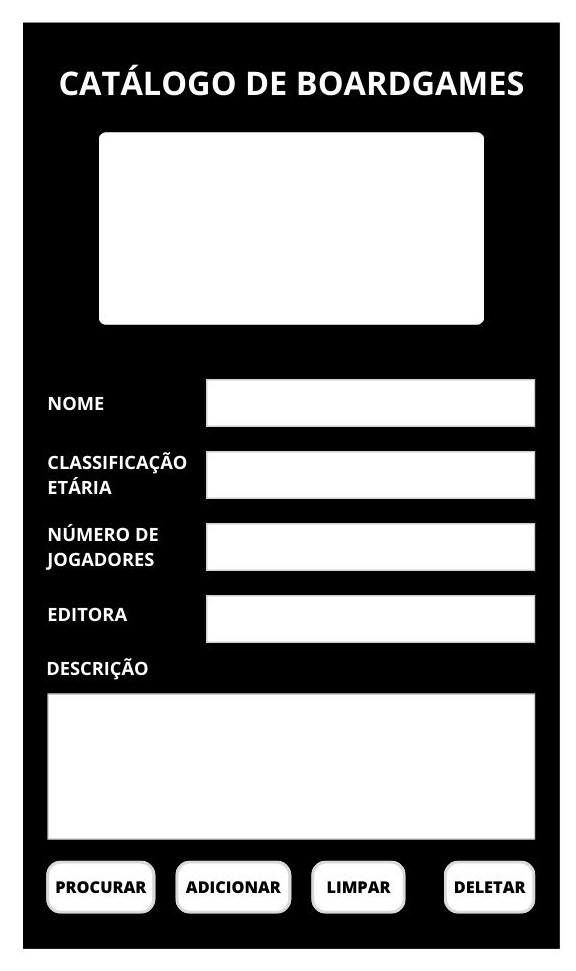 CATÁLOGO DE BOARDGAMES
NOME
CLASSIFICAÇÃO
ETÁRIA
NÚMERO DE
JOGADORES
EDITORA
DESCRIÇÃO
PROCURAR ADICIONAR LIMPAR DELETAR